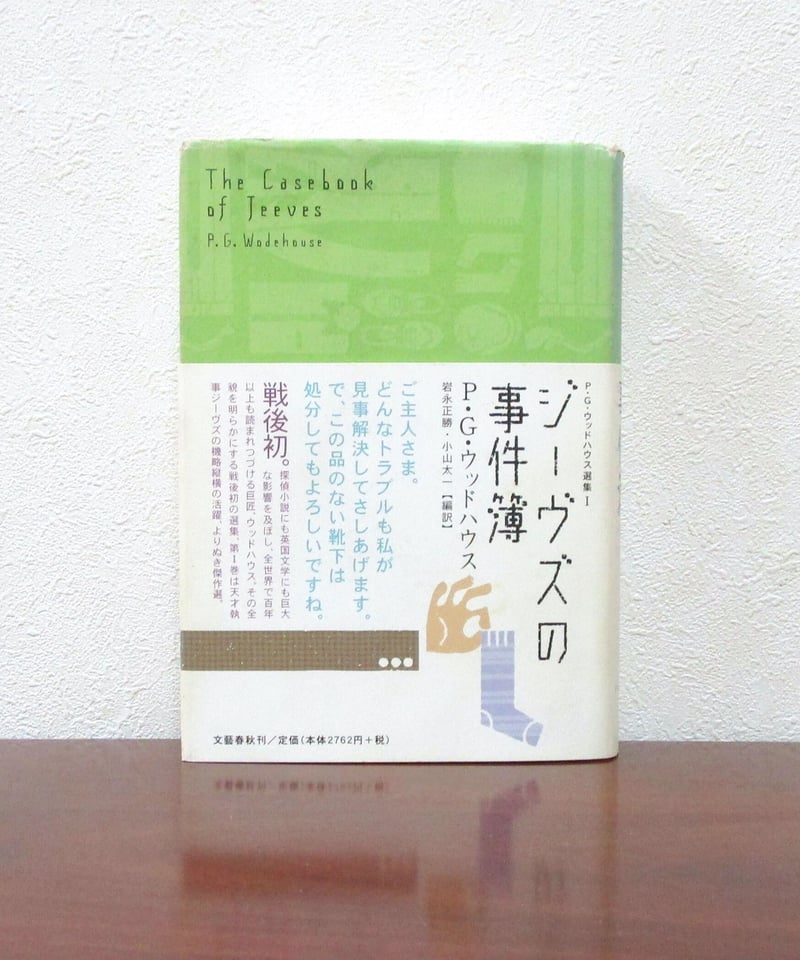 The Casebook
of Jeeves
P.G. Wodehouse
P・G・ウッドハウス選集 I
ジーヴズの
事件簿
P・G・ウッドハウス
岩永正勝・小山太一【編訳】
ご主人さま。
どんなトラブルも私が
見事解決してさしあげます。
で、この品のない靴下は
処分してもよろしいですね。
戦後初。
探偵小説にも英国文学にも巨大
な影響を及ぼし、全世界で百年
以上も読まれつづける巨匠、ウッドハウス。その全
貌を明らかにする戦後初の選集、第I巻は天才執
事ジーヴズの機略縦横の活躍、よりぬき傑作選。
文藝春秋刊／定価(本体2762円+税)